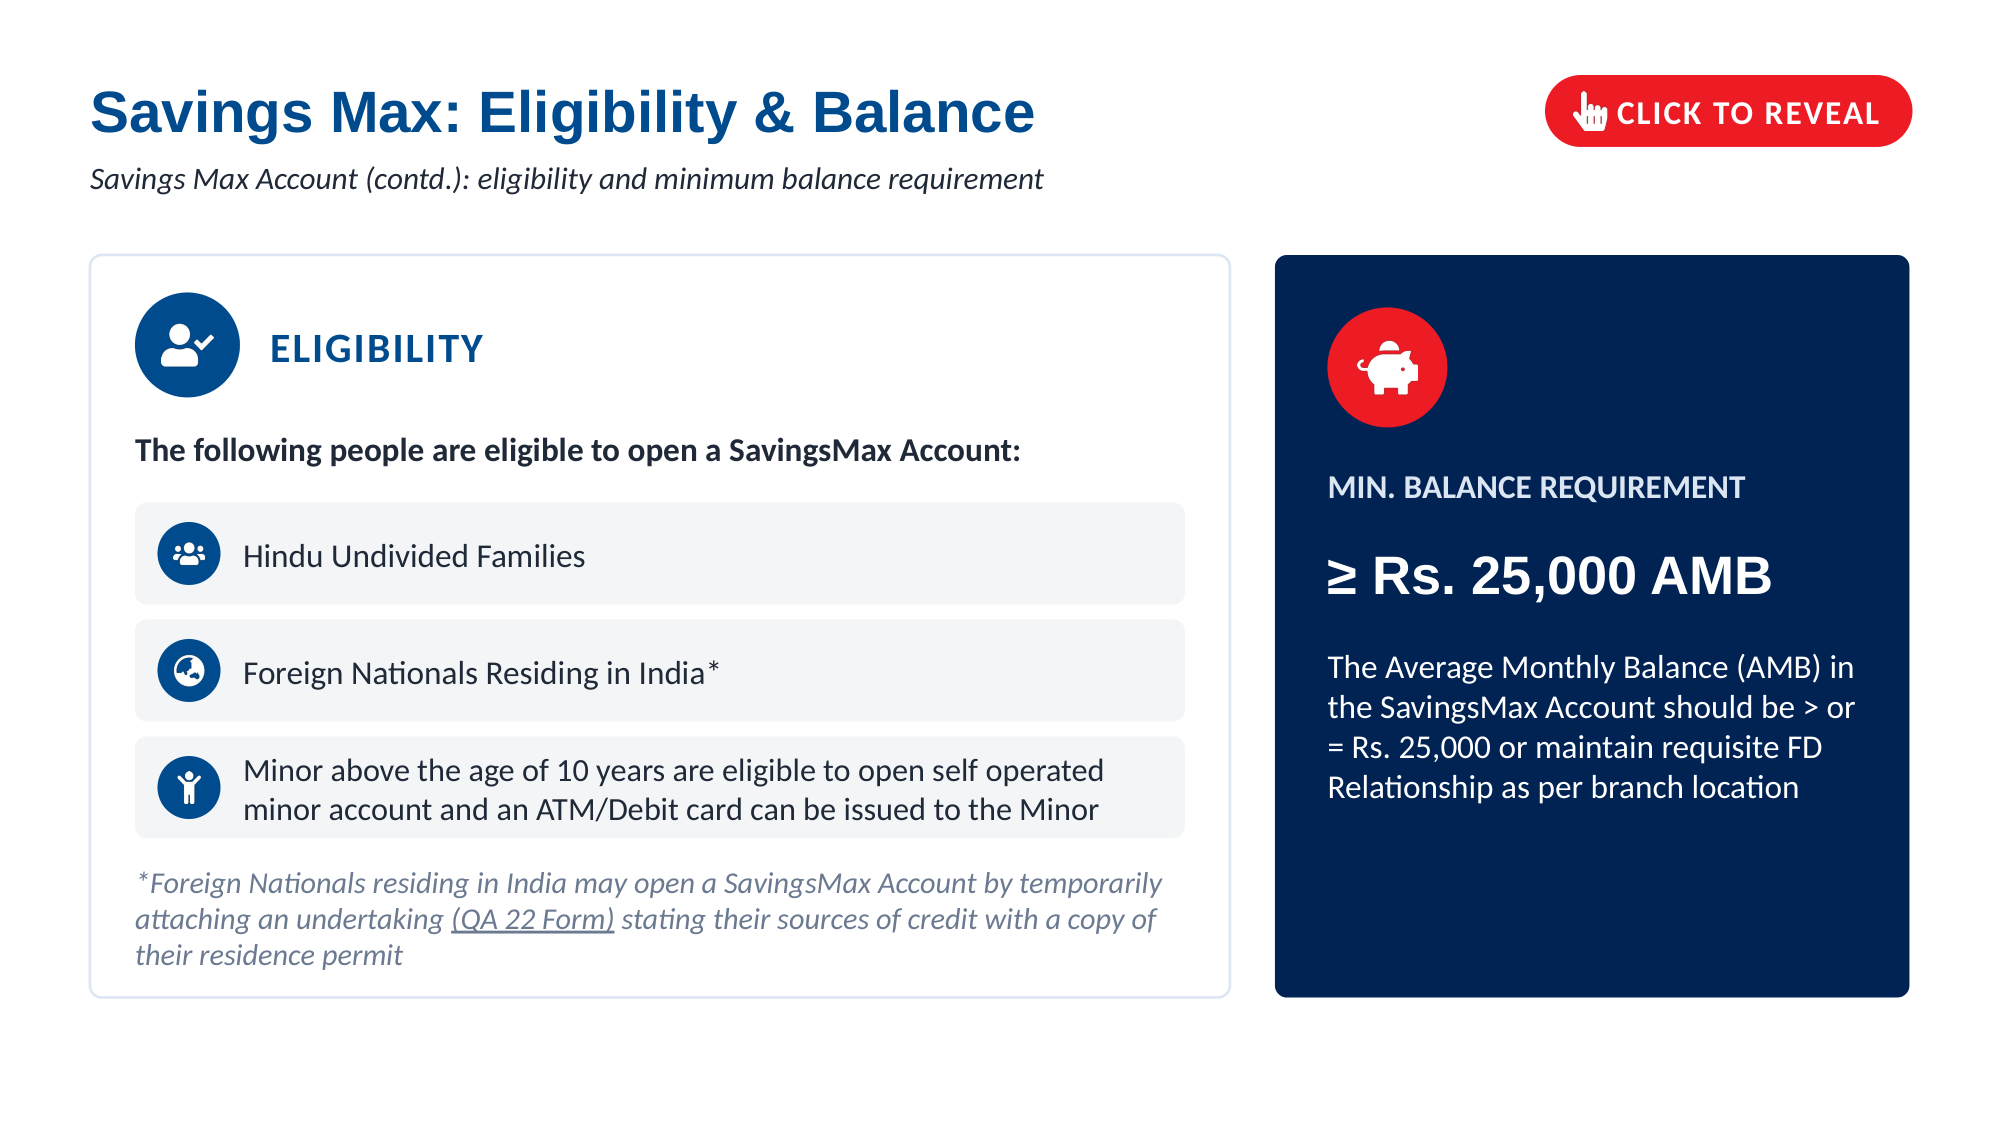 Savings Max: Eligibility & Balance
CLICK TO REVEAL
Savings Max Account (contd.): eligibility and minimum balance requirement
ELIGIBILITY
The following people are eligible to open a SavingsMax Account:
Hindu Undivided Families
Foreign Nationals Residing in India*
Minor above the age of 10 years are eligible to open self operated
minor account and an ATM/Debit card can be issued to the Minor
*Foreign Nationals residing in India may open a SavingsMax Account by temporarily
attaching an undertaking (QA 22 Form) stating their sources of credit with a copy of
their residence permit
MIN. BALANCE REQUIREMENT
≥ Rs. 25,000 AMB
The Average Monthly Balance (AMB) in
the SavingsMax Account should be > or
= Rs. 25,000 or maintain requisite FD
Relationship as per branch location